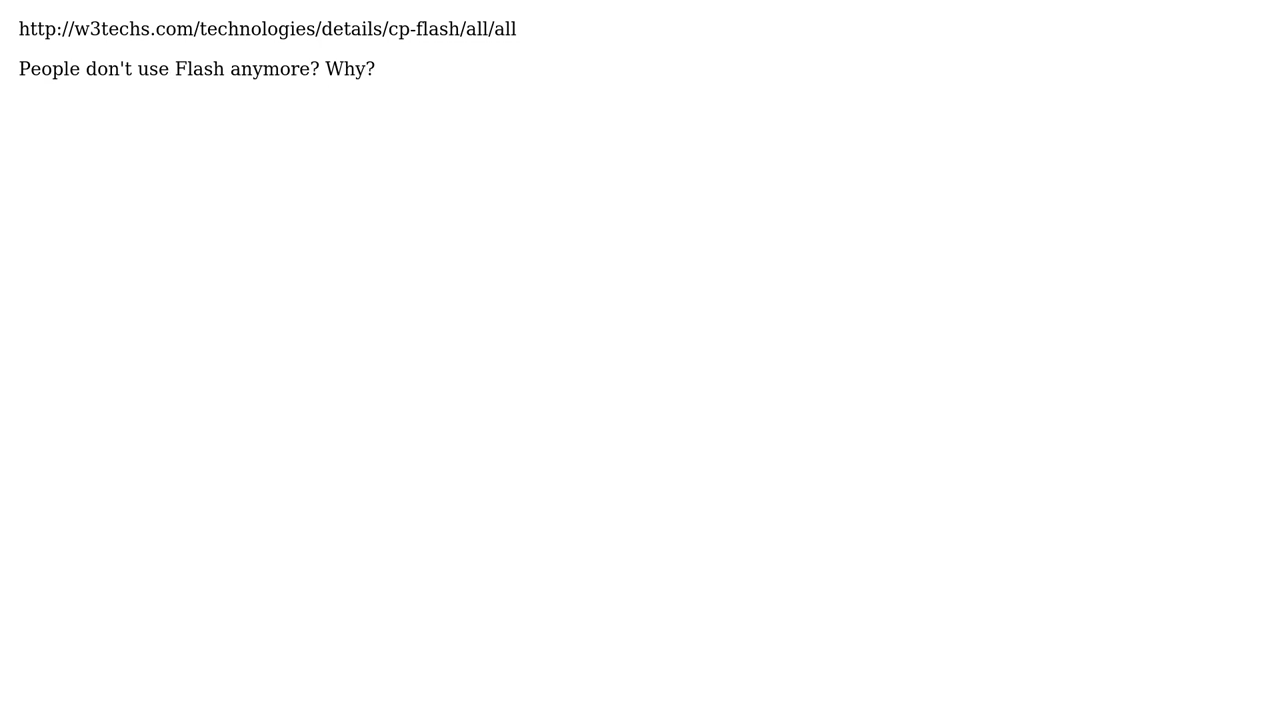 http://w3techs.com/technologies/details/cp-flash/all/all
People don't use Flash anymore? Why?